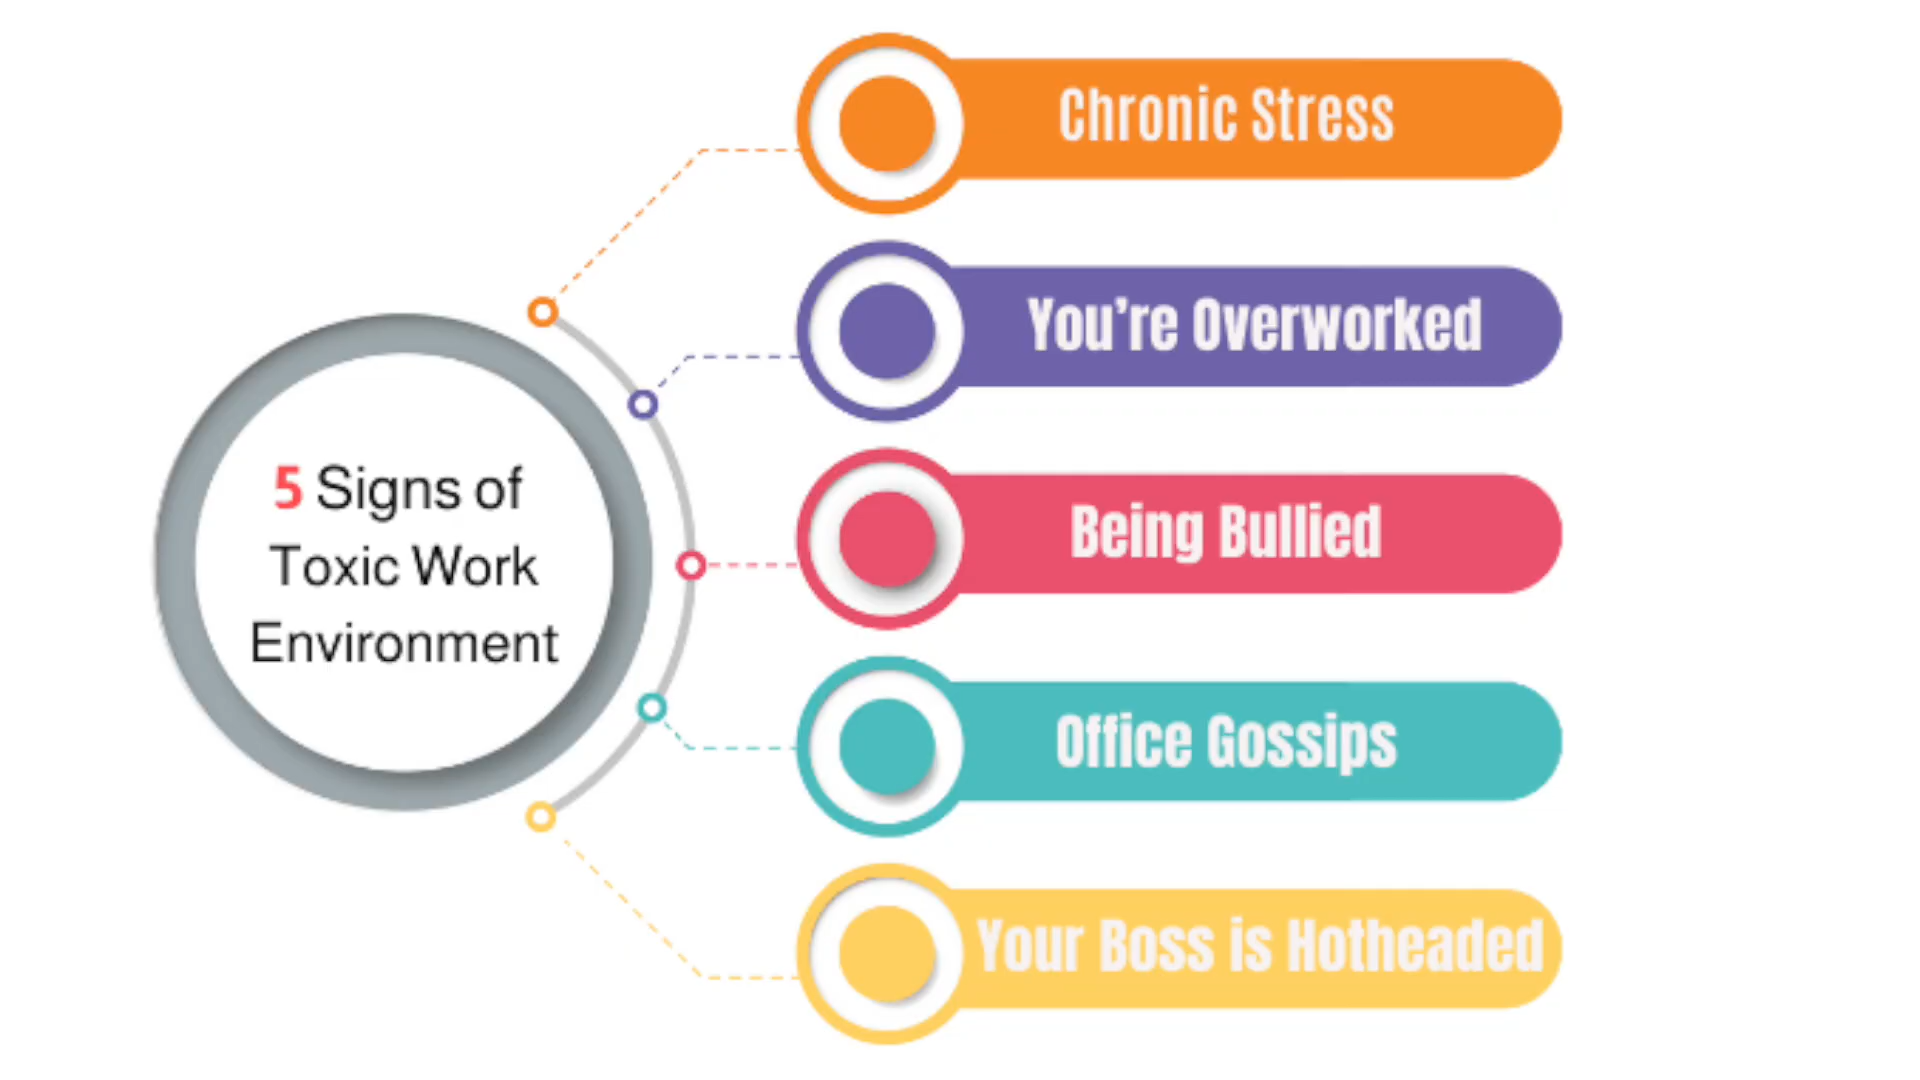 5 Signs of
Toxic Work
Environment
Chronic Stress
You're Overworked
Being Bullied
Office Gossips
Your Boss is Hotheaded